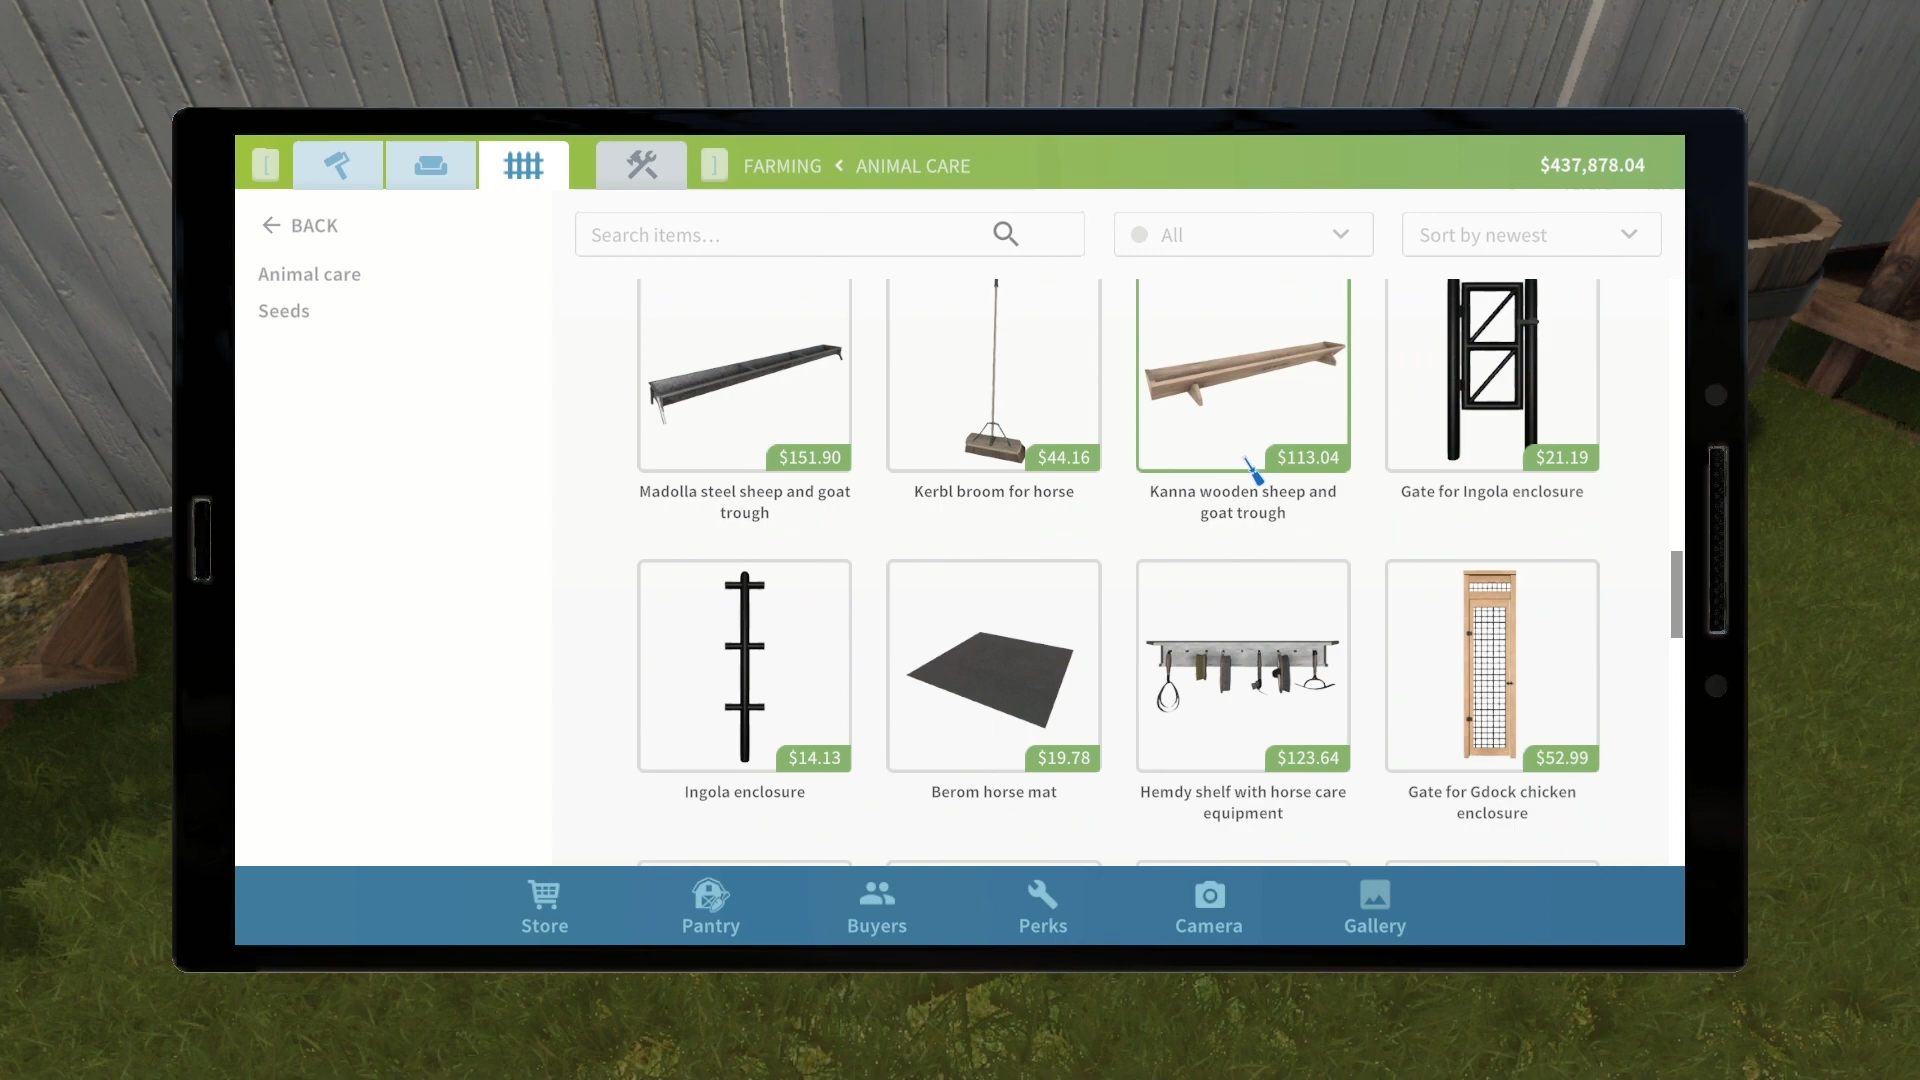 [
]
FARMING < ANIMAL CARE
$437,878.04
BACK
Animal care
Seeds
Search items...
All
Sort by newest
$151.90
$44.16
$113.04
$21.19
Madolla steel sheep and goat
trough
Kerbl broom for horse
Kanna wooden sheep and
goat trough
Gate for Ingola enclosure
$14.13
$19.78
$123.64
$52.99
Ingola enclosure
Berom horse mat
Hemdy shelf with horse care
equipment
Gate for Gdock chicken
enclosure
Store
Pantry
Buyers
Perks
Camera
Gallery